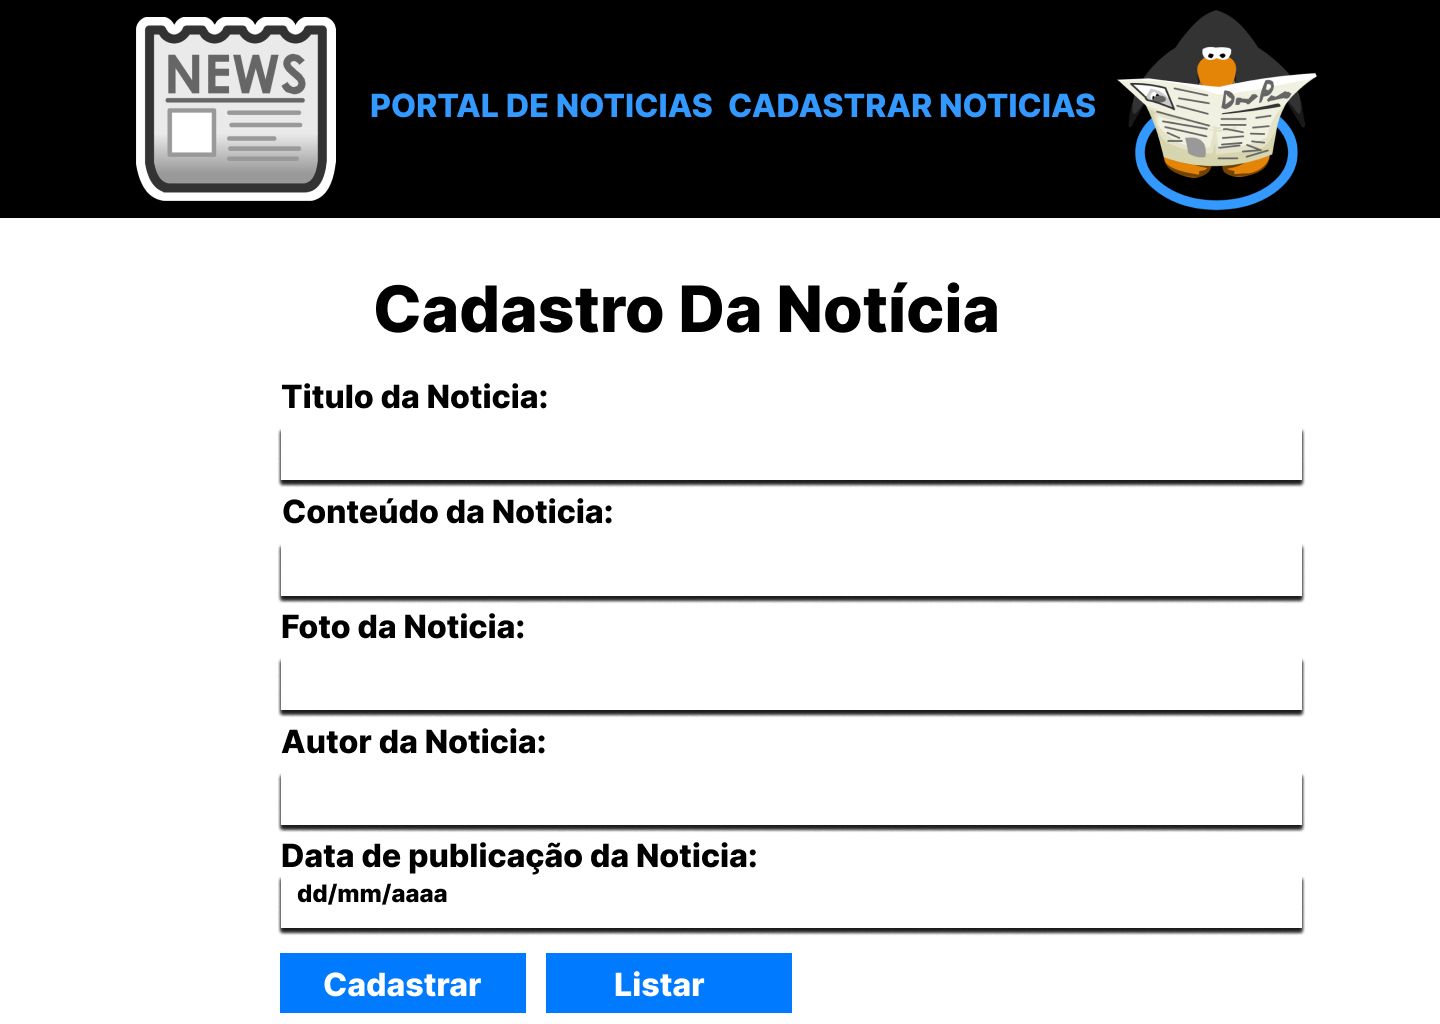 NEWS
PORTAL DE NOTICIAS CADASTRAR NOTICIAS
Cadastro Da Notícia
Titulo da Noticia:
Conteúdo da Noticia:
Foto da Noticia:
Autor da Noticia:
Data de publicação da Noticia:
dd/mm/aaaa
Cadastrar Listar